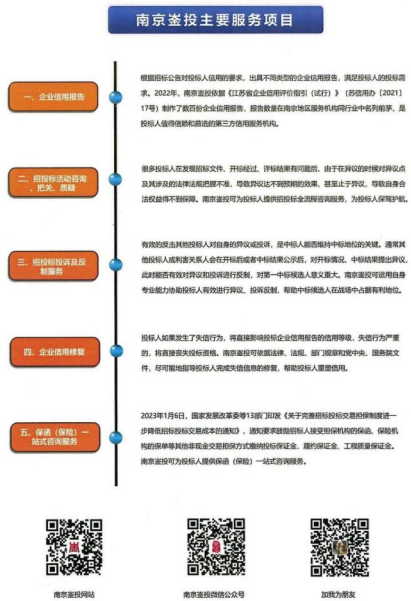 南京崟投主要服务项目
一、企业信用报告
根据招标公告对投标人信用的要求，出具不同类型的企业信用报告，满足投标人的投标需
求。2022年，南京崟投依据《江苏省企业信用评价指引（试行）》（苏信用办〔2021〕
17号）制作了数百份企业信用报告，报告数量在南京地区服务机构同行业中名列前茅，是
投标人值得信赖和首选的第三方信用服务机构。
二、招投标活动咨询
、把关、质疑
很多投标人在发现招标文件、开标经过、评标结果有问题后，由于在异议的时候对异议点
及其涉及的法律法规把握不准，导致异议达不到预期的效果，甚至止于异议，导致自身合
法权益得不到保障。南京崟投可为投标人提供招投标全流程咨询服务，为投标人保驾护航。
三、招投标投诉及反
制服务
有效的反击其他投标人对自身的异议或投诉，是中标人能否维持中标地位的关键。通常其
他投标人或利害关系人会在开标后或者中标结果公示后，对开标情况、中标结果提出异议，
此时能否有效对异议和投诉进行反制，对第一中标候选人意义重大。南京崟投可运用自身
专业能力协助投标人有效进行异议、投诉反制，帮助中标候选人在战场中占据有利地位。
四、企业信用修复
投标人如果发生了失信行为，将直接影响投标企业信用报告的信用等级，失信行为严重
的，将直接丧失投标资格。南京崟投可依据法律、法规、部门规章和党中央、国务院文
件，尽可能地指导投标人完成失信信息的修复，帮助投标人重塑信用。
五、保函（保险）一
站式咨询服务
2023年1月6日，国家发展改革委等13部门印发《关于完善招标投标交易担保制度进一
步降低招标投标交易成本的通知》，通知要求鼓励招标人接受担保机构的保函、保险机
构的保单等其他非现金交易担保方式缴纳投标保证金、履约保证金、工程质量保证金。
南京崟投可为投标人提供保函（保险）一站式咨询服务。
南京崟投网站
南京崟投微信公众号
加我为朋友